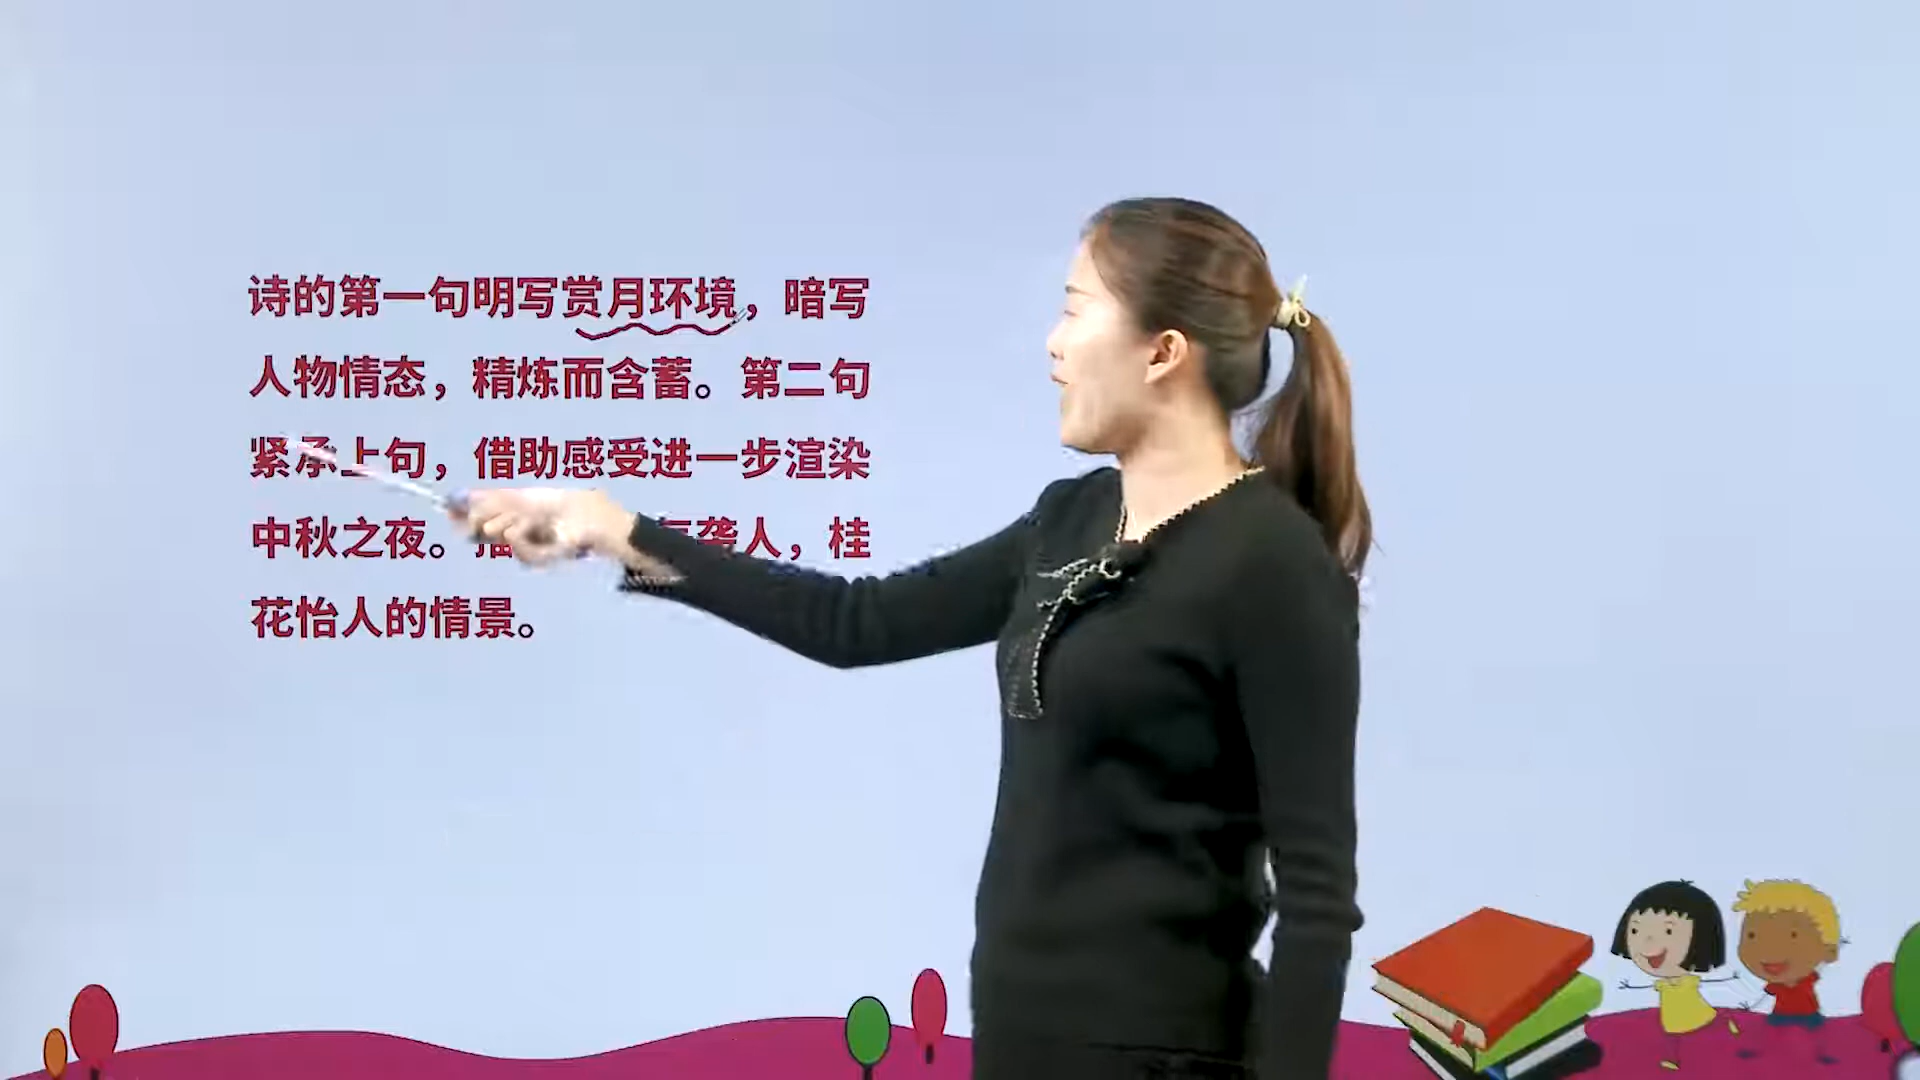 诗的第一句明写赏月环境，暗写
人物情态，精炼而含蓄。第二句
紧承上句，借助感受进一步渲染
中秋之夜。描 气袭人，桂
花怡人的情景。